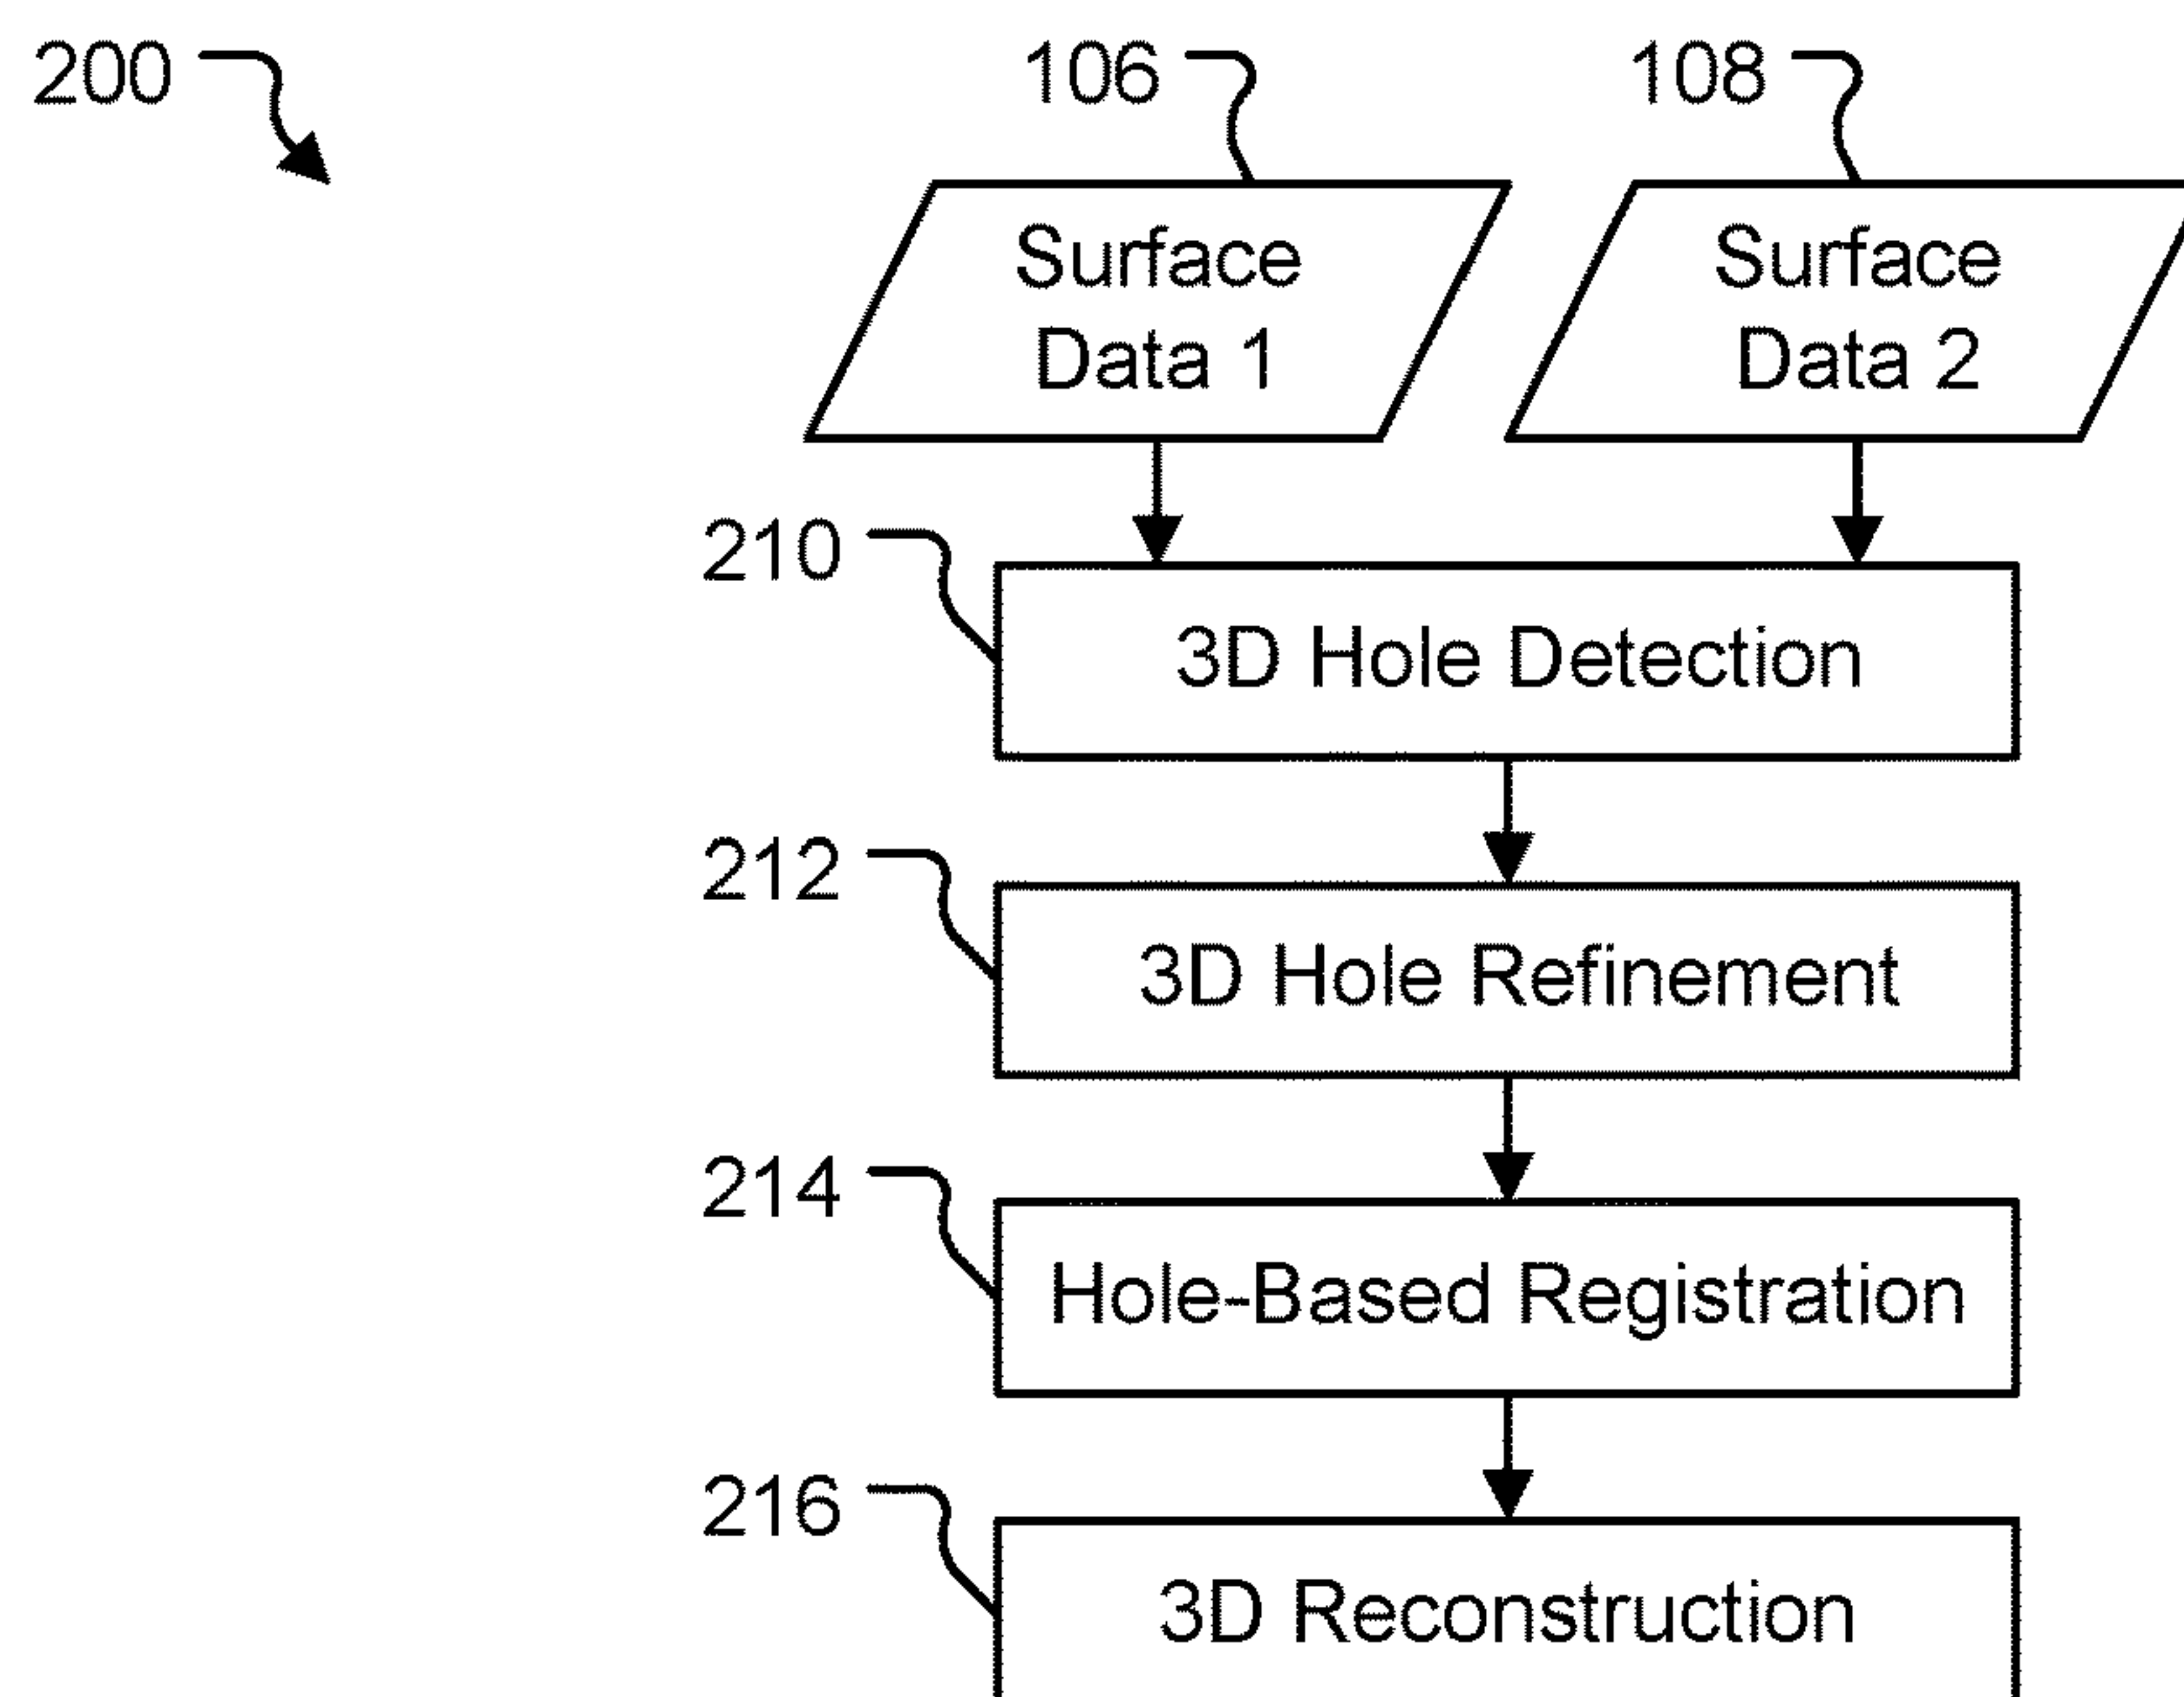 200
106
108
Surface
Data 1
Surface
Data 2
210
3D Hole Detection
212
3D Hole Refinement
214
Hole-Based Registration
216
3D Reconstruction